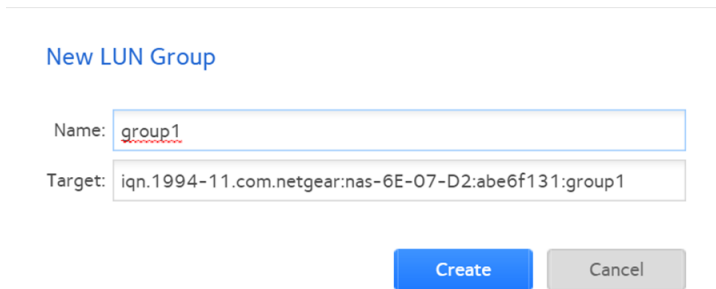 New LUN Group
Name: group1
Target: iqn.1994-11.com.netgear:nas-6E-07-D2:abe6f131:group1
Create Cancel